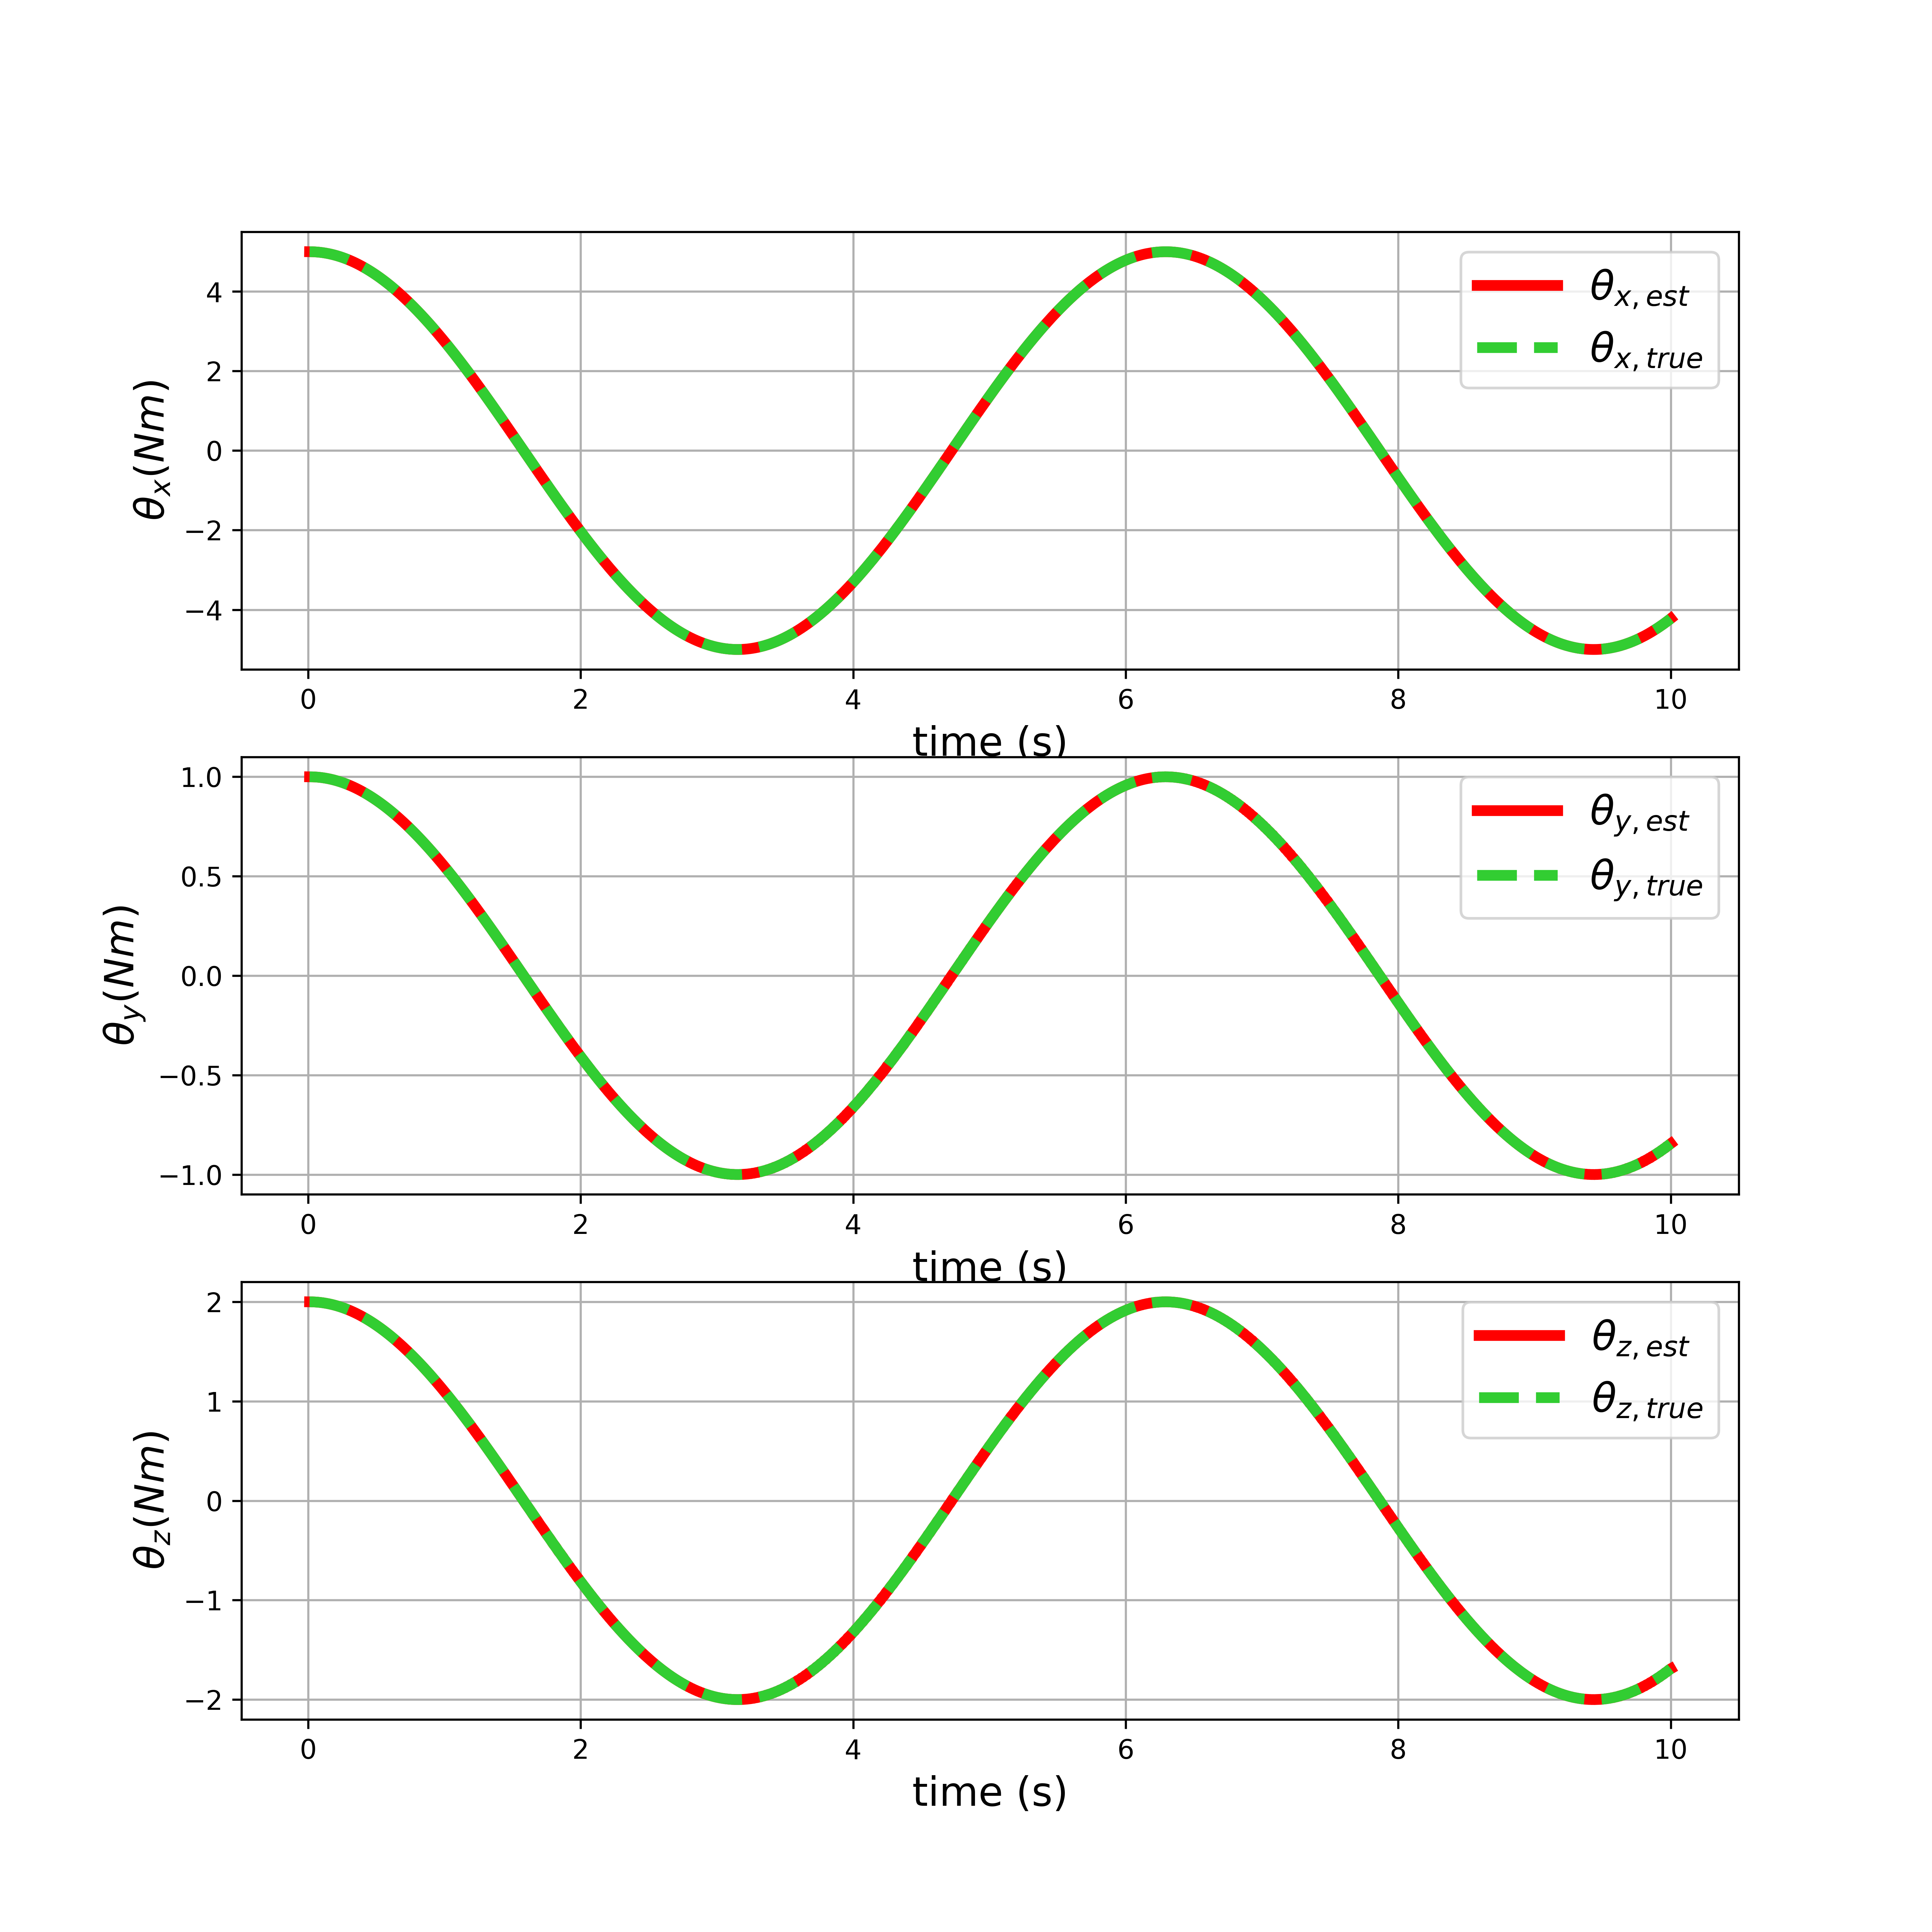 θx,est
θx,true
4
2
0
−2
−4
θx(Nm)
0 2 4 6 8 10
time (s)
θy,est
θy,true
1.0
0.5
0.0
−0.5
−1.0
θy(Nm)
0 2 4 6 8 10
time (s)
θz,est
θz,true
2
1
0
−1
−2
θz(Nm)
0 2 4 6 8 10
time (s)